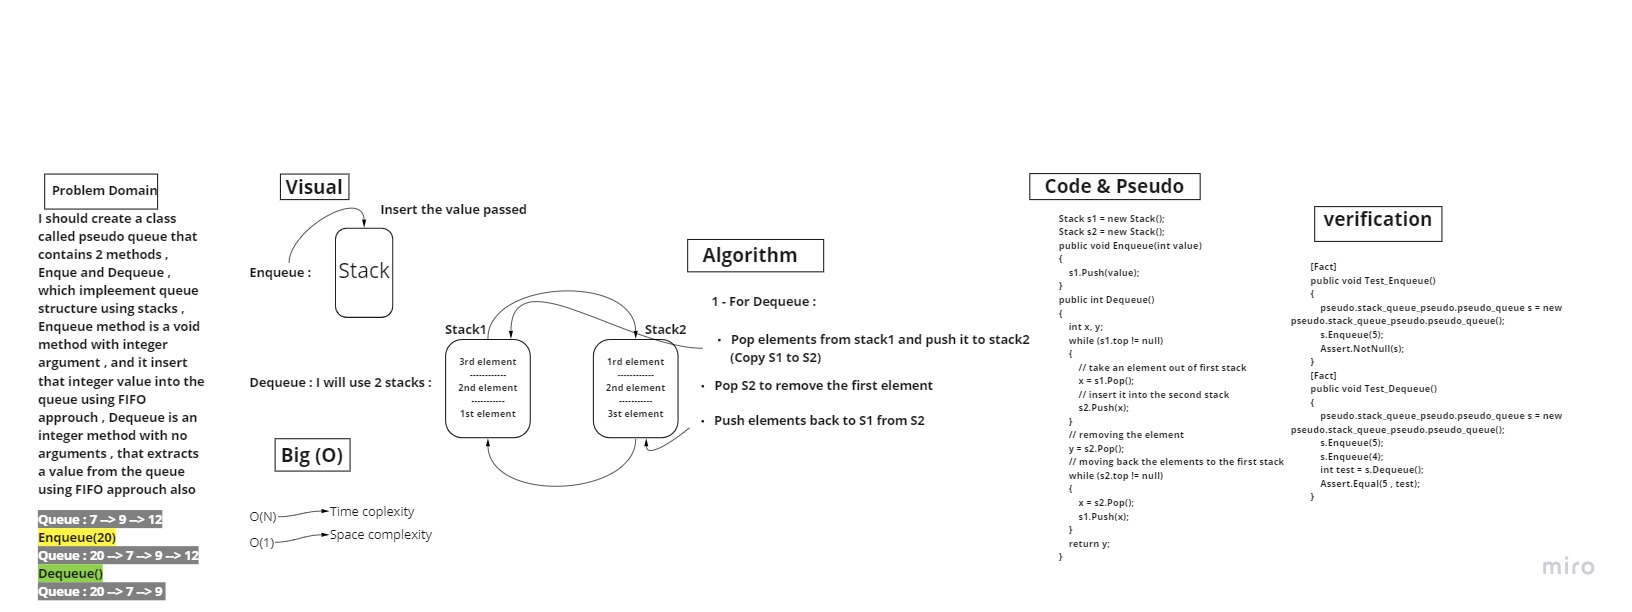 Problem Domain
I should create a class
called pseudo queue that
contains 2 methods ,
Enque and Dequeue ,
which impleement queue
structure using stacks ,
Enqueue method is a void
method with integer
argument , and it insert
that integer value into the
queue using FIFO
approuch , Dequeue is an
integer method with no
arguments , that extracts
a value from the queue
using FIFO approuch also
Queue : 7 --> 9 --> 12
Enqueue(20)
Queue : 20 --> 7 --> 9 --> 12
Dequeue()
Queue : 20 --> 7 --> 9
Visual
Insert the value passed
Enqueue :
Stack
Dequeue : I will use 2 stacks :
Stack1
3rd element
------------
2nd element
-----------
1st element
Stack2
1rd element
------------
2nd element
-----------
3st element
Big (O)
O(N)
Time coplexity
O(1)
Space complexity
Algorithm
1 - For Dequeue :
• Pop elements from stack1 and push it to stack2
(Copy S1 to S2)
• Pop S2 to remove the first element
• Push elements back to S1 from S2
Code & Pseudo
Stack s1 = new Stack();
Stack s2 = new Stack();
public void Enqueue(int value)
{
s1.Push(value);
}
public int Dequeue()
{
int x, y;
while (s1.top != null)
{
// take an element out of first stack
x = s1.Pop();
// insert it into the second stack
s2.Push(x);
}
// removing the element
y = s2.Pop();
// moving back the elements to the first stack
while (s2.top != null)
{
x = s2.Pop();
s1.Push(x);
}
return y;
}
verification
[Fact]
public void Test_Enqueue()
{
pseudo.stack_queue_pseudo.pseudo_queue s = new
pseudo.stack_queue_pseudo.pseudo_queue();
s.Enqueue(5);
Assert.NotNull(s);
}
[Fact]
public void Test_Dequeue()
{
pseudo.stack_queue_pseudo.pseudo_queue s = new
pseudo.stack_queue_pseudo.pseudo_queue();
s.Enqueue(5);
s.Enqueue(4);
int test = s.Dequeue();
Assert.Equal(5 , test);
}
miro